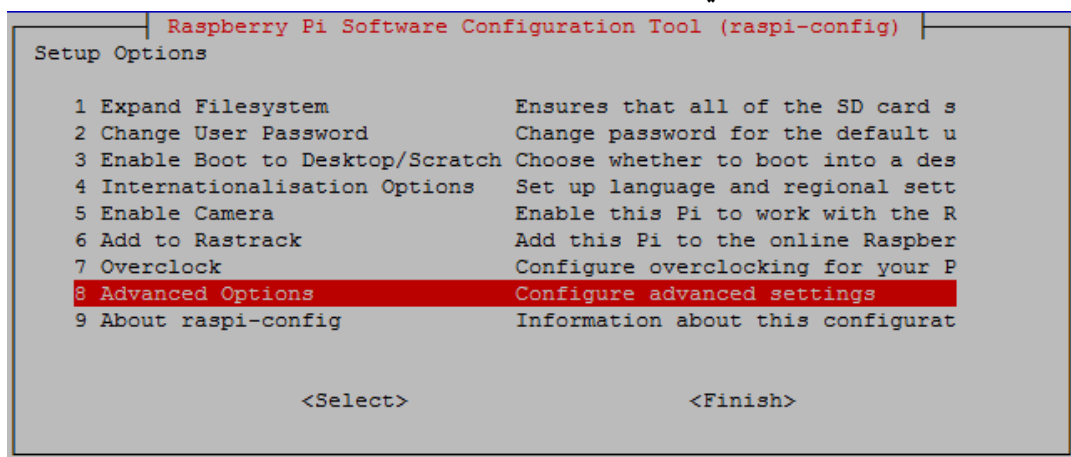 Raspberry Pi Software Configuration Tool (raspi-config)
Setup Options
1 Expand Filesystem Ensures that all of the SD card s
2 Change User Password Change password for the default u
3 Enable Boot to Desktop/Scratch Choose whether to boot into a des
4 Internationalisation Options Set up language and regional sett
5 Enable Camera Enable this Pi to work with the R
6 Add to Rastrack Add this Pi to the online Raspber
7 Overclock Configure overclocking for your P
8 Advanced Options Configure advanced settings
9 About raspi-config Information about this configurat
<Select> <Finish>